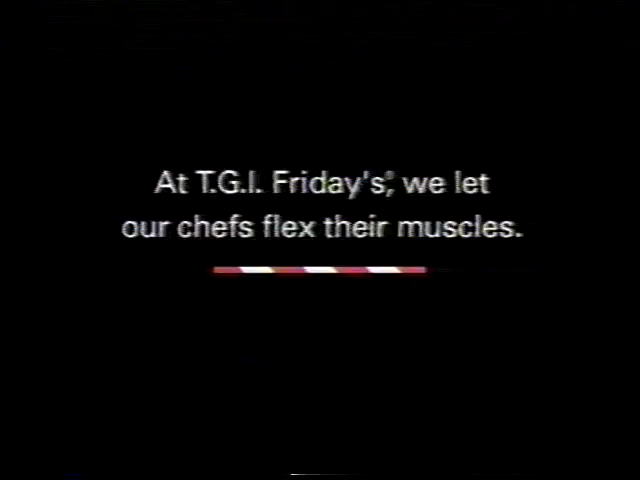 At T.G.I. Friday's®, we let
our chefs flex their muscles.